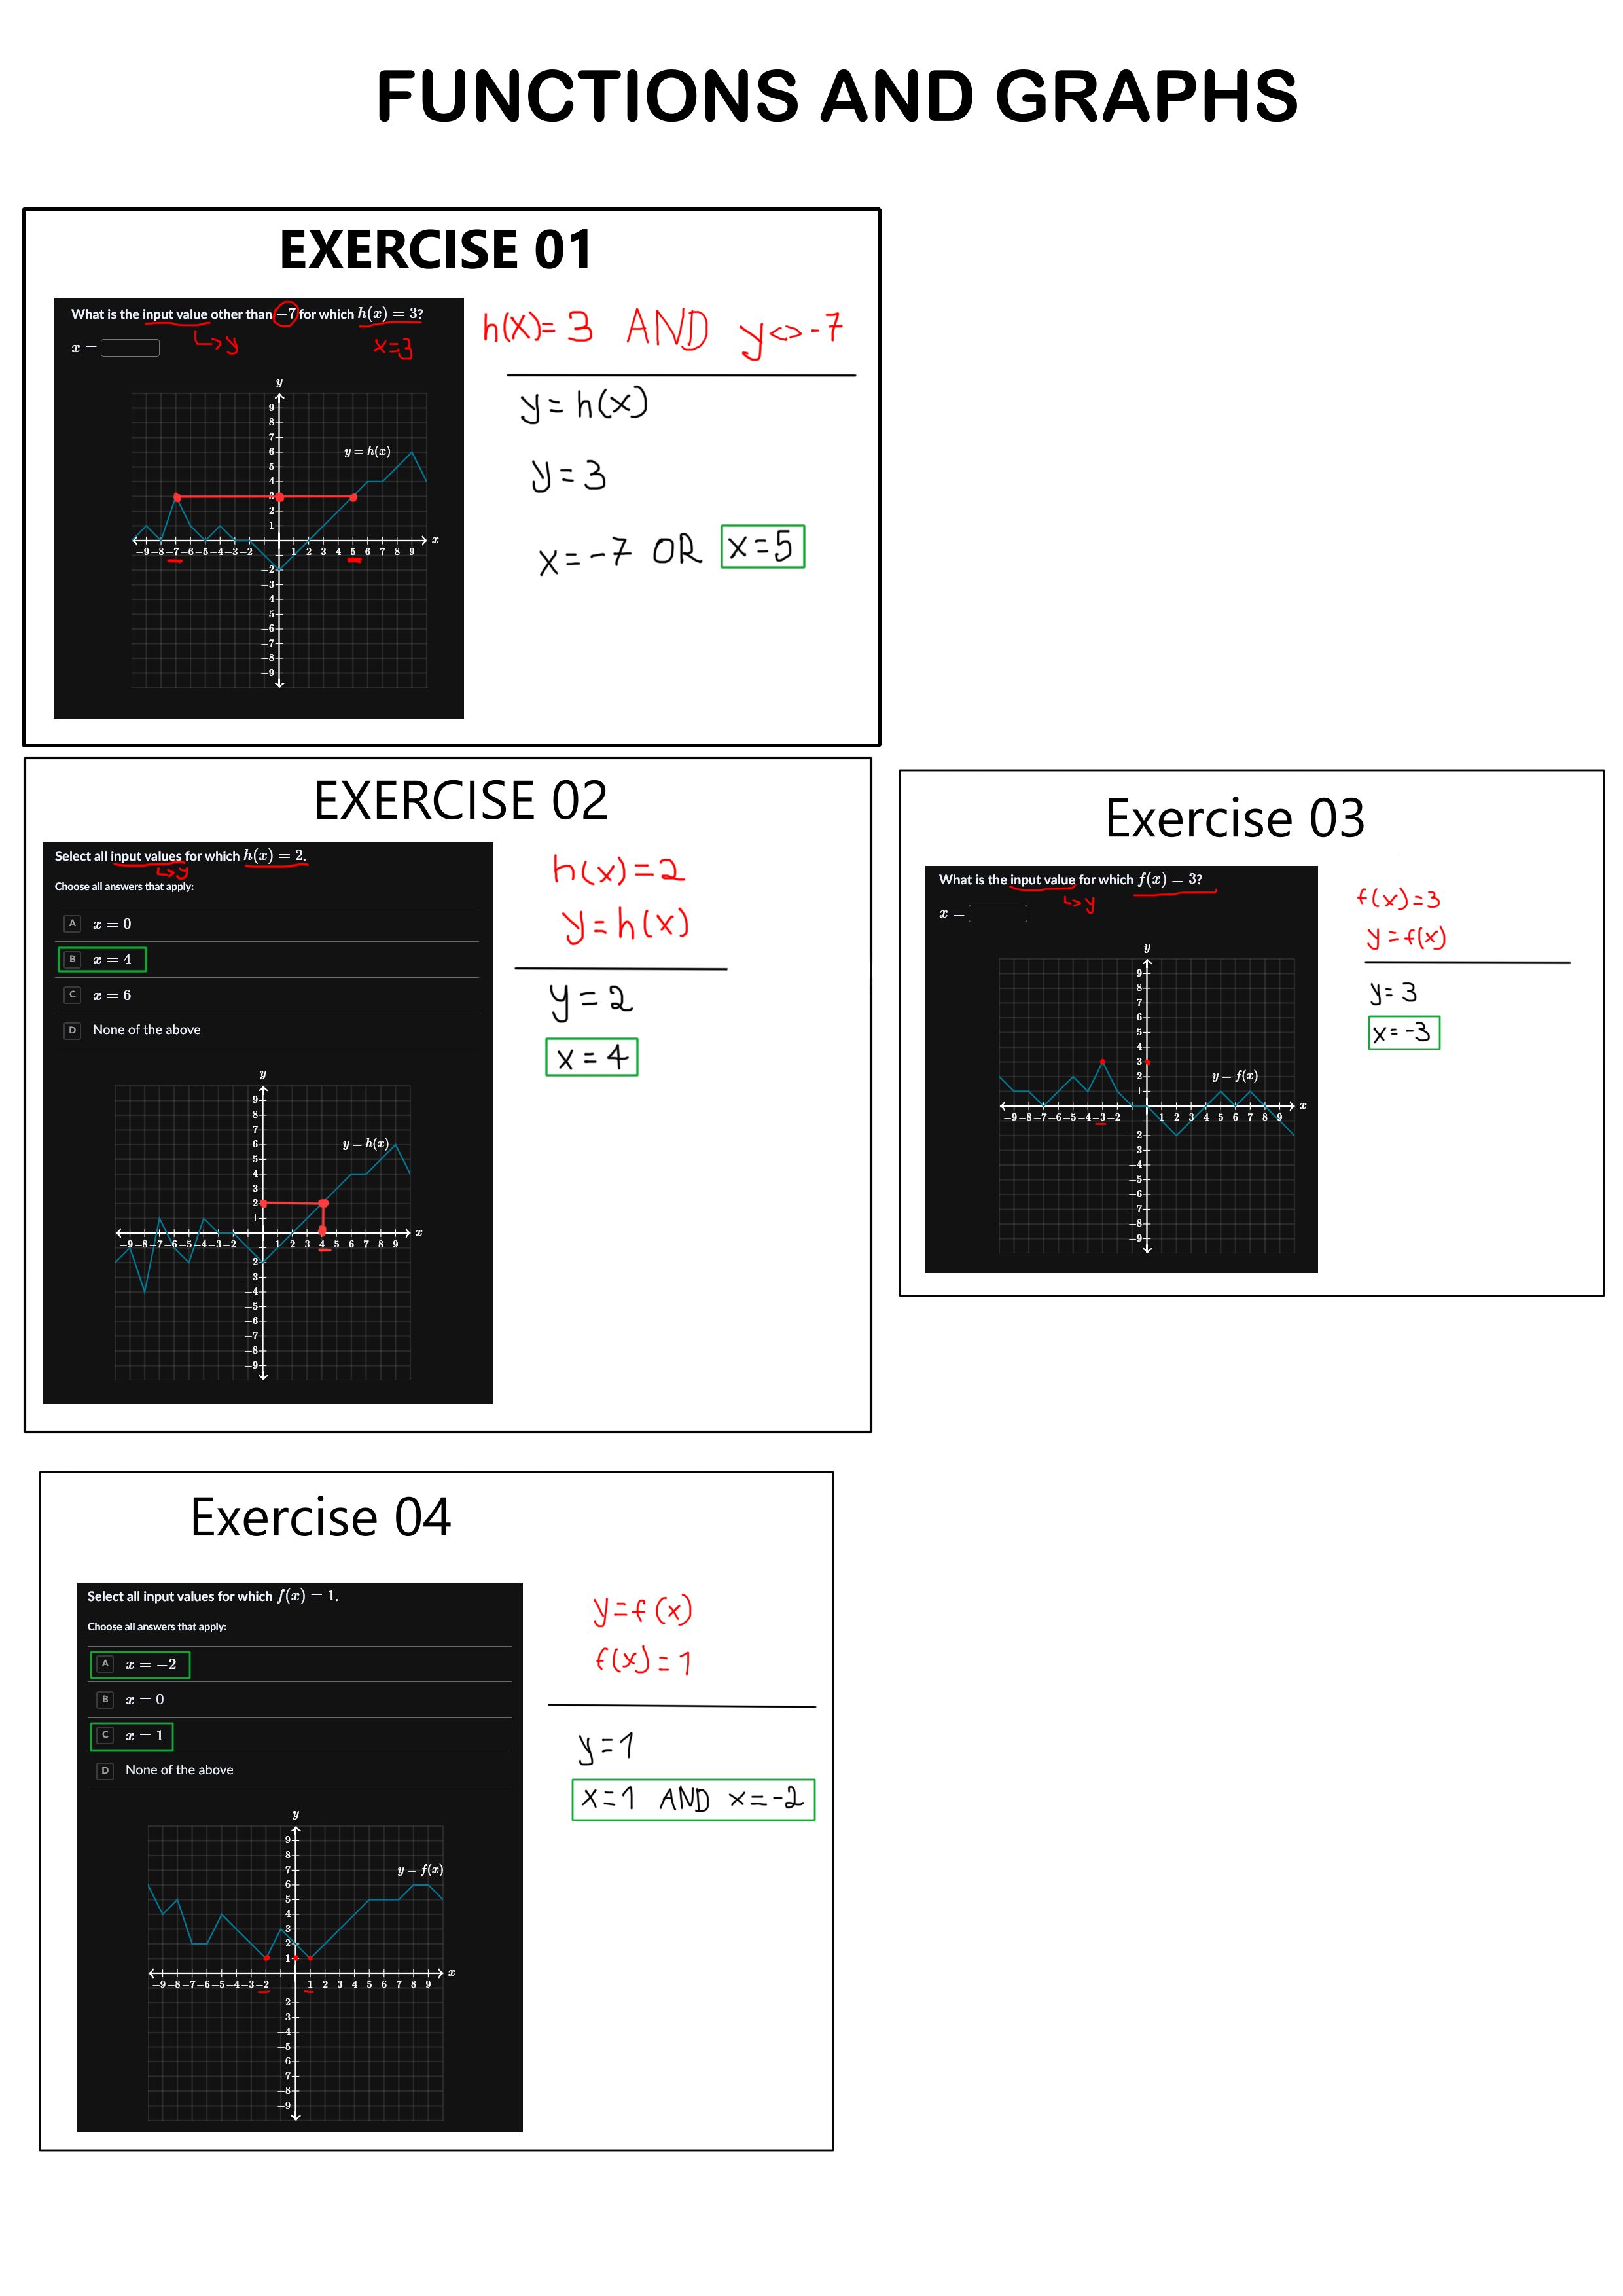 FUNCTIONS AND GRAPHS
EXERCISE 01
What is the input value other than −7 for which h(x) = 3?
↳ y
x=3
x =
y
9
8
7
6
5
4
3
2
1
y = h(x)
x
−9 −8 −7 −6 −5 −4 −3 −2
1 2 3 4 5 6 7 8 9
−2
−3
−4
−5
−6
−7
−8
−9
h(x)= 3 AND y<>-7
y = h(x)
y = 3
x = -7 OR x=5
EXERCISE 02
Select all input values for which h(x) = 2.
↳ y
Choose all answers that apply:
A x = 0
B x = 4
C x = 6
D None of the above
y
9
8
7
6
5
4
3
2
1
y = h(x)
x
−9 −8 −7 −6 −5 −4 −3 −2
1 2 3 4 5 6 7 8 9
−2
−3
−4
−5
−6
−7
−8
−9
h(x)=2
y = h(x)
y = 2
x = 4
Exercise 03
What is the input value for which f(x) = 3?
↳ y
x =
y
9
8
7
6
5
4
3
2
1
y = f(x)
x
−9 −8 −7 −6 −5 −4 −3 −2
1 2 3 4 5 6 7 8 9
−2
−3
−4
−5
−6
−7
−8
−9
f(x)=3
y = f(x)
y= 3
x= -3
Exercise 04
Select all input values for which f(x) = 1.
Choose all answers that apply:
A x = −2
B x = 0
C x = 1
D None of the above
y
9
8
7
6
5
4
3
2
1
y = f(x)
x
−9 −8 −7 −6 −5 −4 −3 −2
1 2 3 4 5 6 7 8 9
−2
−3
−4
−5
−6
−7
−8
−9
y=f(x)
f(x)=1
y=1
x=1 AND x=-2